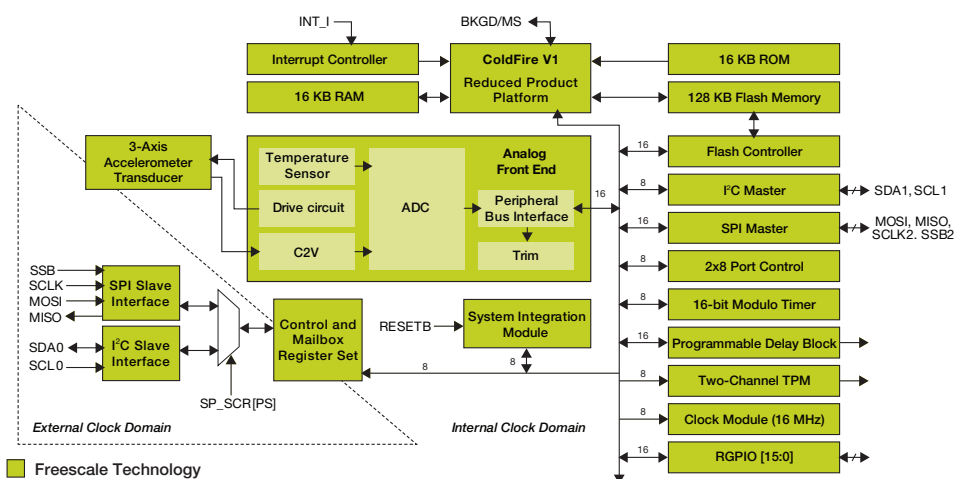 INT_I
BKGD/MS
Interrupt Controller
ColdFire V1
Reduced Product
Platform
16 KB ROM
16 KB RAM
128 KB Flash Memory
3-Axis
Accelerometer
Transducer
Temperature
Sensor
Analog
Front End
ADC
Drive circuit
Peripheral
Bus Interface
C2V
Trim
16
16
Flash Controller
8
I²C Master
SDA1, SCL1
16
SPI Master
MOSI, MISO,
SCLK2. SSB2
8
2x8 Port Control
8
16-bit Modulo Timer
16
Programmable Delay Block
8
Two-Channel TPM
8
Clock Module (16 MHz)
16
RGPIO [15:0]
SSB
SCLK
MOSI
MISO
SPI Slave
Interface
SDA0
SCL0
I²C Slave
Interface
Control and
Mailbox
Register Set
RESETB
System Integration
Module
8
8
SP_SCR[PS]
External Clock Domain
Internal Clock Domain
Freescale Technology